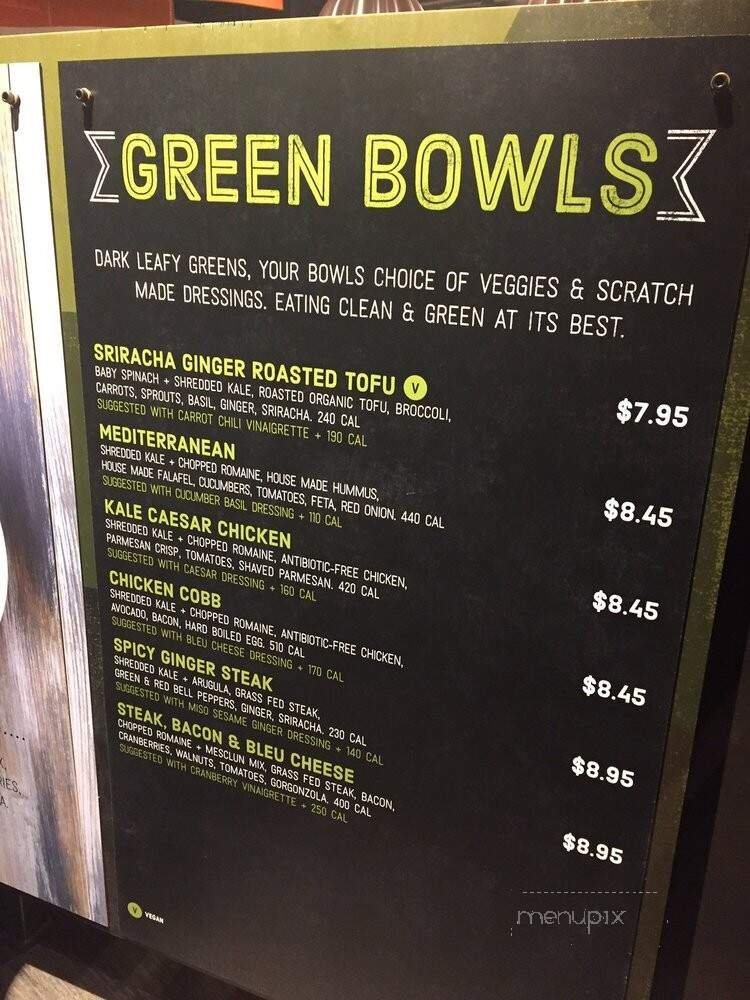 GREEN BOWLS
DARK LEAFY GREENS, YOUR BOWLS CHOICE OF VEGGIES & SCRATCH
MADE DRESSINGS. EATING CLEAN & GREEN AT ITS BEST.
SRIRACHA GINGER ROASTED TOFU V
BABY SPINACH + SHREDDED KALE, ROASTED ORGANIC TOFU, BROCCOLI,
CARROTS, SPROUTS, BASIL, GINGER, SRIRACHA. 240 CAL
SUGGESTED WITH CARROT CHILI VINAIGRETTE + 190 CAL
$7.95
MEDITERRANEAN
SHREDDED KALE + CHOPPED ROMAINE, HOUSE MADE HUMMUS,
HOUSE MADE FALAFEL, CUCUMBERS, TOMATOES, FETA, RED ONION. 440 CAL
SUGGESTED WITH CUCUMBER BASIL DRESSING + 110 CAL
$8.45
KALE CAESAR CHICKEN
SHREDDED KALE + CHOPPED ROMAINE, ANTIBIOTIC-FREE CHICKEN,
PARMESAN CRISP, TOMATOES, SHAVED PARMESAN. 420 CAL
SUGGESTED WITH CAESAR DRESSING + 160 CAL
$8.45
CHICKEN COBB
SHREDDED KALE + CHOPPED ROMAINE, ANTIBIOTIC-FREE CHICKEN,
AVOCADO, BACON, HARD BOILED EGG. 510 CAL
SUGGESTED WITH BLEU CHEESE DRESSING + 170 CAL
$8.45
SPICY GINGER STEAK
SHREDDED KALE + ARUGULA, GRASS FED STEAK,
GREEN & RED BELL PEPPERS, GINGER, SRIRACHA. 230 CAL
SUGGESTED WITH MISO SESAME GINGER DRESSING + 140 CAL
$8.95
STEAK, BACON & BLEU CHEESE
CHOPPED ROMAINE + MESCLUN MIX, GRASS FED STEAK, BACON,
CRANBERRIES, WALNUTS, TOMATOES, GORGONZOLA. 400 CAL
SUGGESTED WITH CRANBERRY VINAIGRETTE + 250 CAL
$8.95
V VEGAN
menupix